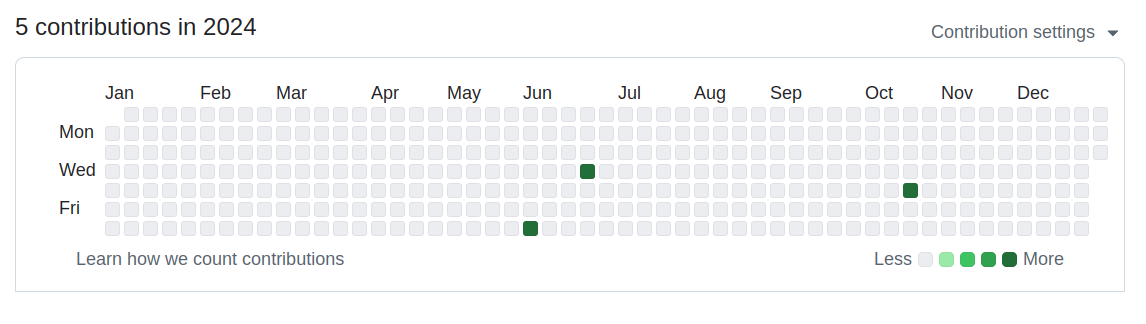 5 contributions in 2024
Contribution settings
Jan Feb Mar Apr May Jun Jul Aug Sep Oct Nov Dec
Mon
Wed
Fri
Learn how we count contributions
Less More